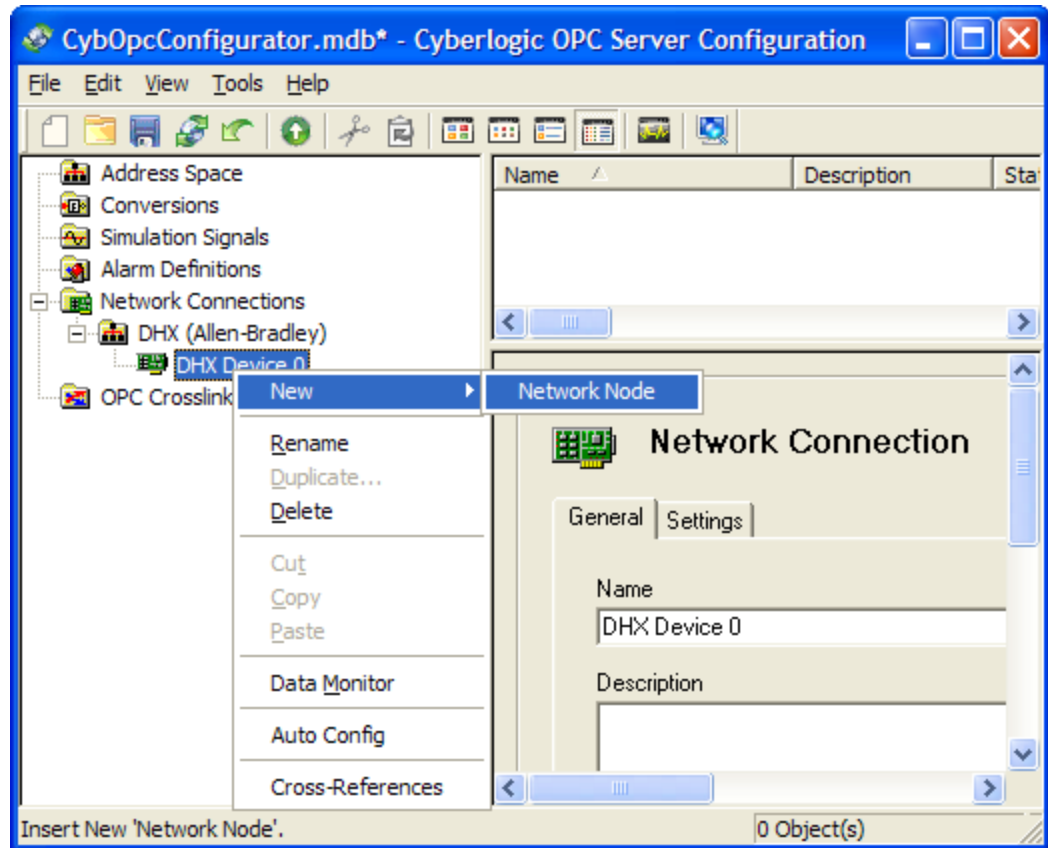 CybOpcConfigurator.mdb* - Cyberlogic OPC Server Configuration
File Edit View Tools Help
Address Space
Conversions
Simulation Signals
Alarm Definitions
Network Connections
DHX (Allen-Bradley)
DHX Device 0
OPC Crosslink
Name Description Sta
New
Network Node
Rename
Duplicate...
Delete
Cut
Copy
Paste
Data Monitor
Auto Config
Cross-References
Network Connection
General Settings
Name
DHX Device 0
Description
Insert New 'Network Node'. 0 Object(s)